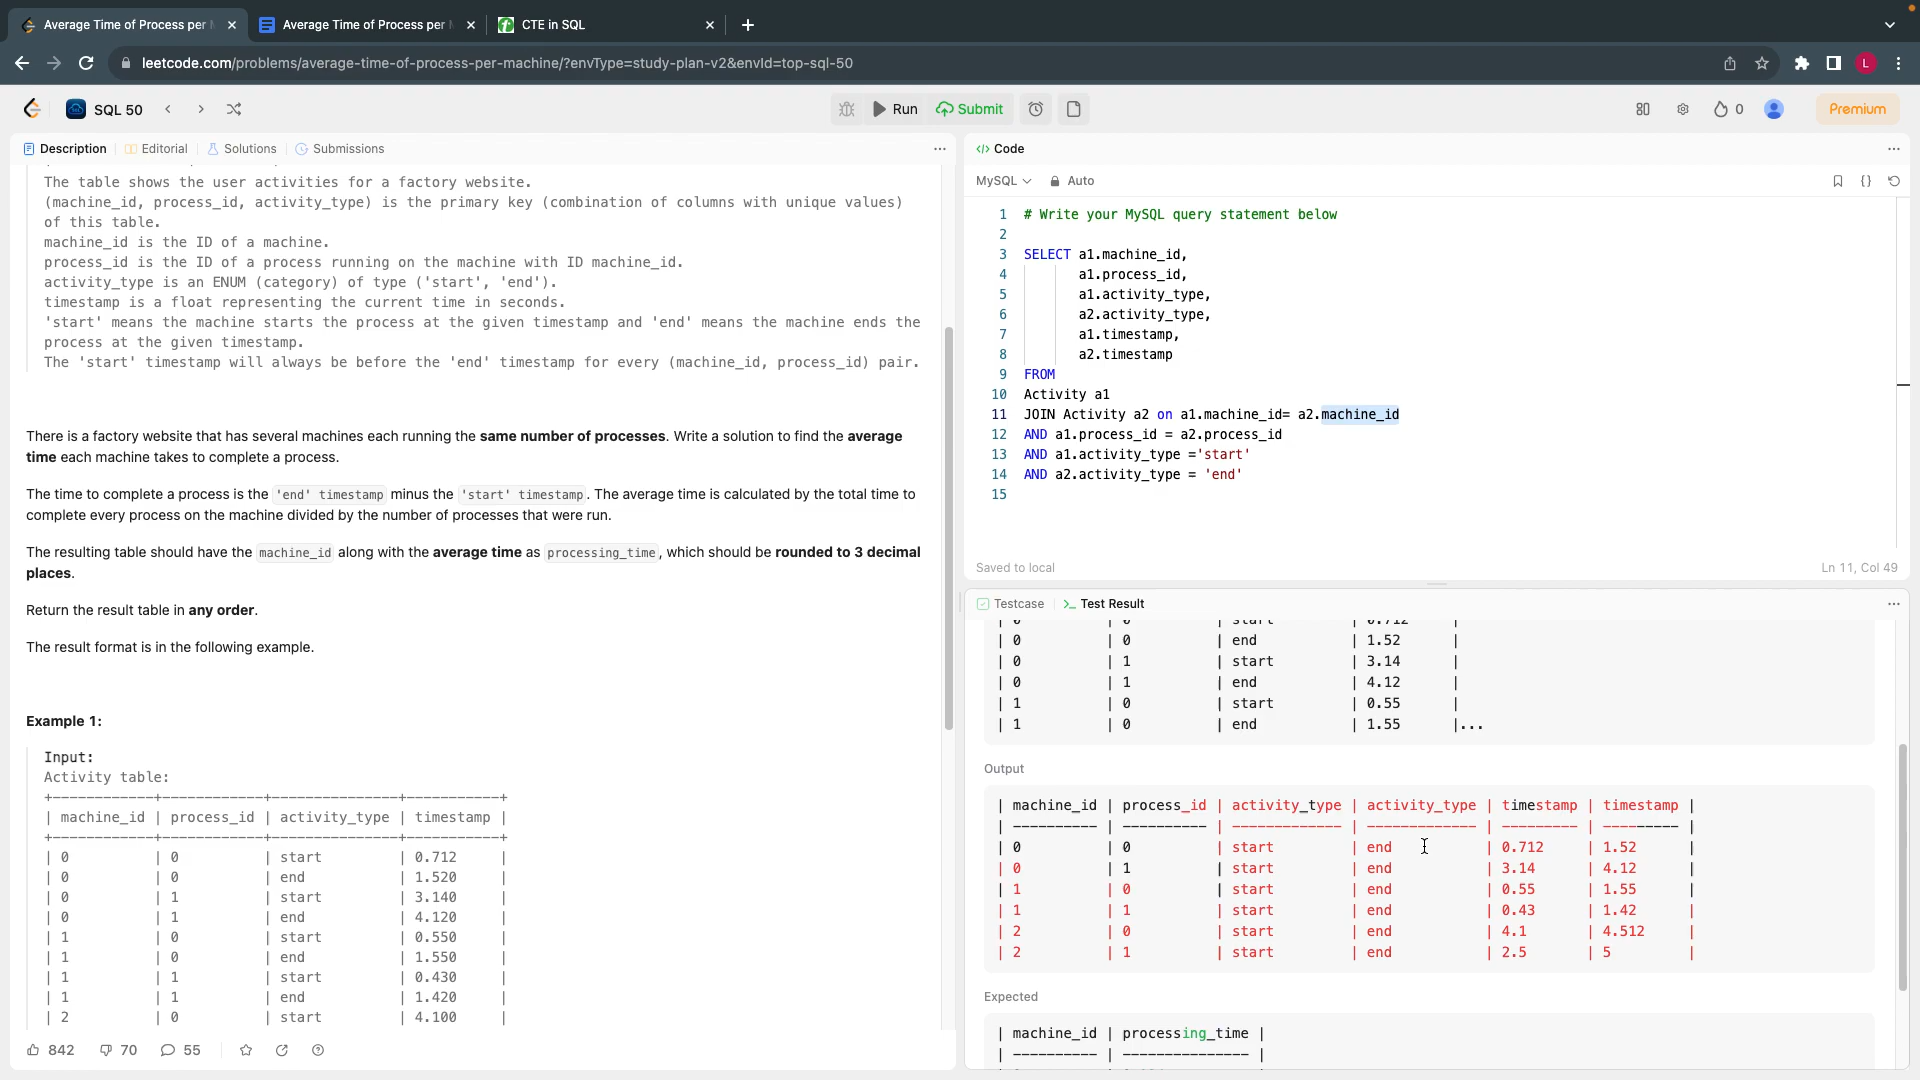 Average Time of Process per M
Average Time of Process per M
CTE in SQL
leetcode.com/problems/average-time-of-process-per-machine/?envType=study-plan-v2&envId=top-sql-50
L
SQL 50
Run
Submit
0
Premium
Description
Editorial
Solutions
Submissions
The table shows the user activities for a factory website.
(machine_id, process_id, activity_type) is the primary key (combination of columns with unique values)
of this table.
machine_id is the ID of a machine.
process_id is the ID of a process running on the machine with ID machine_id.
activity_type is an ENUM (category) of type ('start', 'end').
timestamp is a float representing the current time in seconds.
'start' means the machine starts the process at the given timestamp and 'end' means the machine ends the
process at the given timestamp.
The 'start' timestamp will always be before the 'end' timestamp for every (machine_id, process_id) pair.
There is a factory website that has several machines each running the same number of processes. Write a solution to find the average
time each machine takes to complete a process.
The time to complete a process is the 'end' timestamp minus the 'start' timestamp. The average time is calculated by the total time to
complete every process on the machine divided by the number of processes that were run.
The resulting table should have the machine_id along with the average time as processing_time, which should be rounded to 3 decimal
places.
Return the result table in any order.
The result format is in the following example.
Example 1:
Input:
Activity table:
+------------+------------+---------------+-----------+
| machine_id | process_id | activity_type | timestamp |
+------------+------------+---------------+-----------+
| 0 | 0 | start | 0.712 |
| 0 | 0 | end | 1.520 |
| 0 | 1 | start | 3.140 |
| 0 | 1 | end | 4.120 |
| 1 | 0 | start | 0.550 |
| 1 | 0 | end | 1.550 |
| 1 | 1 | start | 0.430 |
| 1 | 1 | end | 1.420 |
| 2 | 0 | start | 4.100 |
842
70
55
Code
MySQL
Auto
1 # Write your MySQL query statement below
2
3 SELECT a1.machine_id,
4 a1.process_id,
5 a1.activity_type,
6 a2.activity_type,
7 a1.timestamp,
8 a2.timestamp
9 FROM
10 Activity a1
11 JOIN Activity a2 on a1.machine_id= a2.machine_id
12 AND a1.process_id = a2.process_id
13 AND a1.activity_type ='start'
14 AND a2.activity_type = 'end'
15
Saved to local
Ln 11, Col 49
Testcase
Test Result
| 0 | 0 | start | 0.712 |
| 0 | 0 | end | 1.52 |
| 0 | 1 | start | 3.14 |
| 0 | 1 | end | 4.12 |
| 1 | 0 | start | 0.55 |
| 1 | 0 | end | 1.55 |...
Output
| machine_id | process_id | activity_type | activity_type | timestamp | timestamp |
| ---------- | ---------- | ------------- | ------------- | --------- | --------- |
| 0 | 0 | start | end | 0.712 | 1.52 |
| 0 | 1 | start | end | 3.14 | 4.12 |
| 1 | 0 | start | end | 0.55 | 1.55 |
| 1 | 1 | start | end | 0.43 | 1.42 |
| 2 | 0 | start | end | 4.1 | 4.512 |
| 2 | 1 | start | end | 2.5 | 5 |
Expected
| machine_id | processing_time |
| ---------- | --------------- |